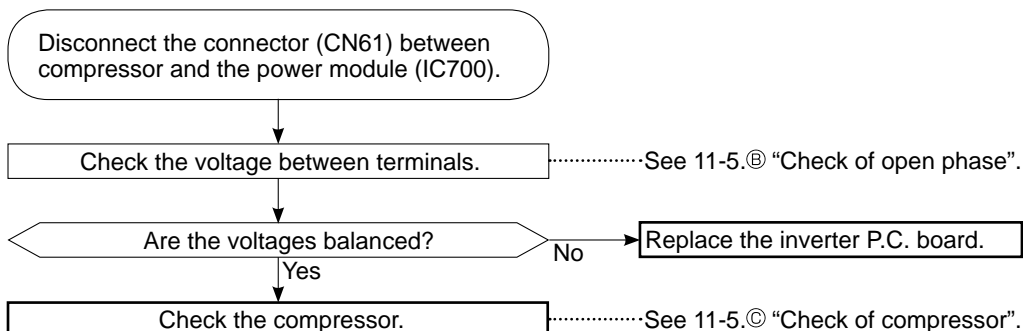 Disconnect the connector (CN61) between
compressor and the power module (IC700).
Check the voltage between terminals.
See 11-5.Ⓑ “Check of open phase”.
Are the voltages balanced?
No
Replace the inverter P.C. board.
Yes
Check the compressor.
See 11-5.Ⓒ “Check of compressor”.